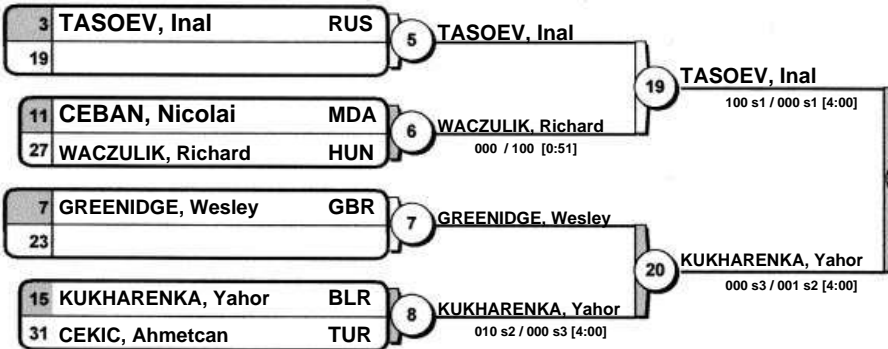 3 TASOEV, Inal RUS
19
5
TASOEV, Inal
11 CEBAN, Nicolai MDA
27 WACZULIK, Richard HUN
6
WACZULIK, Richard
000 / 100 [0:51]
19
TASOEV, Inal
100 s1 / 000 s1 [4:00]
7 GREENIDGE, Wesley GBR
23
7
GREENIDGE, Wesley
15 KUKHARENKA, Yahor BLR
31 CEKIC, Ahmetcan TUR
8
KUKHARENKA, Yahor
010 s2 / 000 s3 [4:00]
20
KUKHARENKA, Yahor
000 s3 / 001 s2 [4:00]